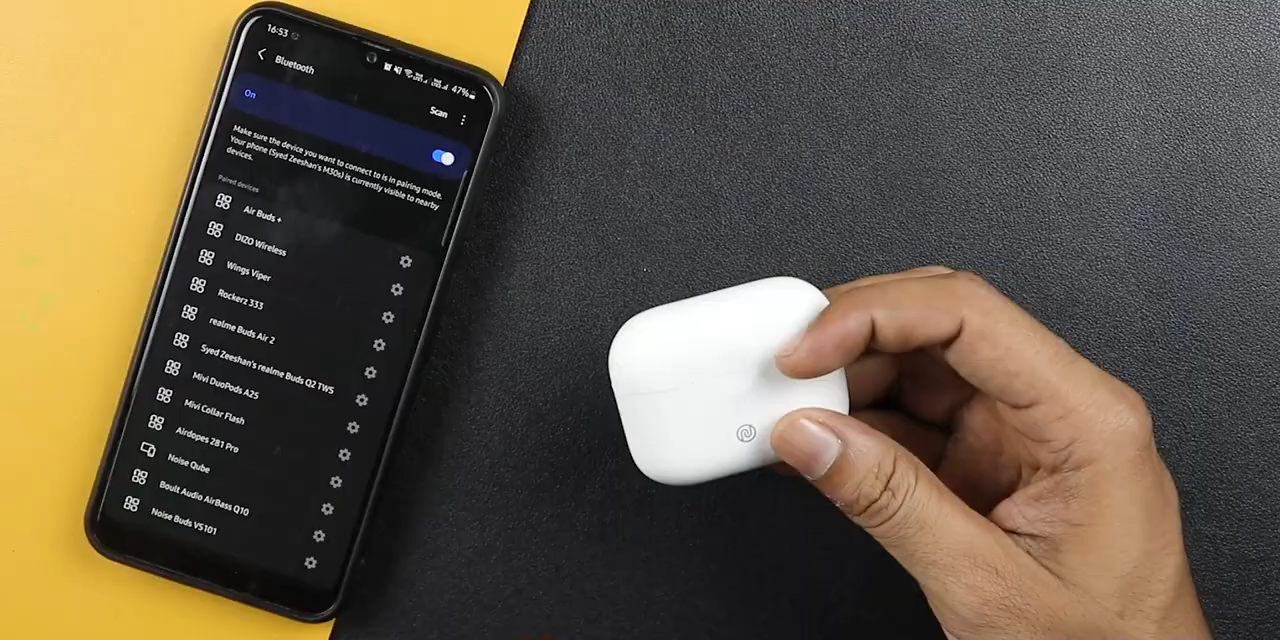 16:53
47%
Bluetooth
On
Scan
Make sure the device you want to connect to is in pairing mode.
Your phone (Syed Zeeshan's M30s) is currently visible to nearby
devices.
Paired devices
Air Buds +
DIZO Wireless
Wings Viper
Rockerz 333
realme Buds Air 2
Syed Zeeshan's realme Buds Q2 TWS
Mivi DuoPods A25
Mivi Collar Flash
Airdopes 281 Pro
Noise Qube
Boult Audio AirBass Q10
Noise Buds VS101